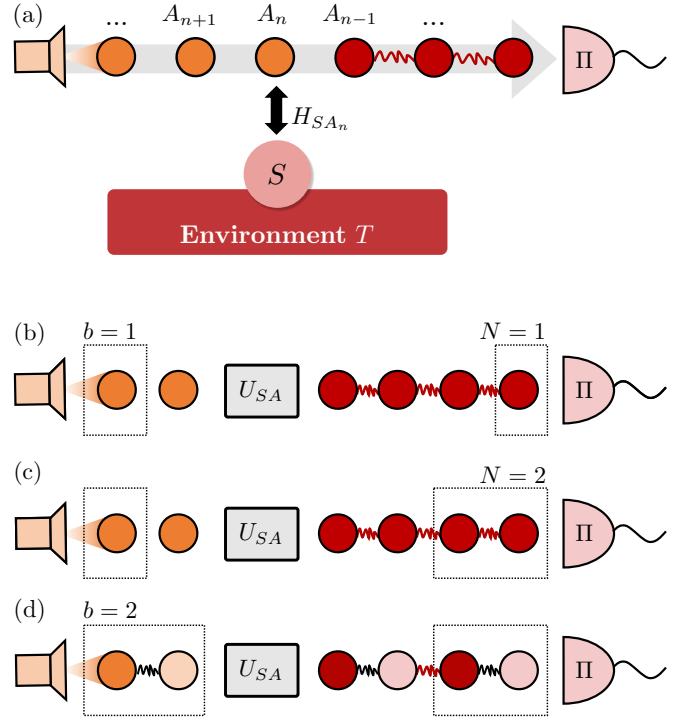 (a)
... $A_{n+1}$ $A_n$ $A_{n-1}$ ...
Π
$H_{SA_n}$
$S$
Environment $T$
(b)
$b = 1$ $N = 1$
$U_{SA}$ Π
(c)
$N = 2$
$U_{SA}$ Π
(d)
$b = 2$
$U_{SA}$ Π